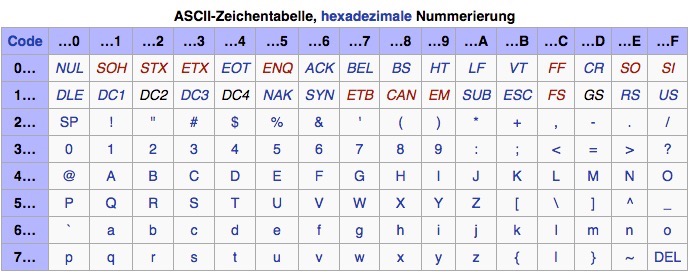 ASCII-Zeichentabelle, hexadezimale Nummerierung
Code …0 …1 …2 …3 …4 …5 …6 …7 …8 …9 …A …B …C …D …E …F
0… NUL SOH STX ETX EOT ENQ ACK BEL BS HT LF VT FF CR SO SI
1… DLE DC1 DC2 DC3 DC4 NAK SYN ETB CAN EM SUB ESC FS GS RS US
2… SP ! " # $ % & ' ( ) * + , - . /
3… 0 1 2 3 4 5 6 7 8 9 : ; < = > ?
4… @ A B C D E F G H I J K L M N O
5… P Q R S T U V W X Y Z [ \ ] ^ _
6… ` a b c d e f g h i j k l m n o
7… p q r s t u v w x y z { | } ~ DEL